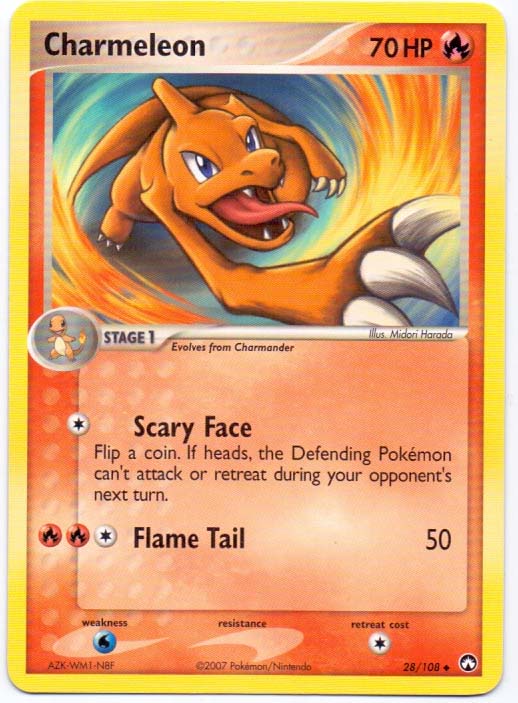 Charmeleon 70 HP
STAGE 1
Evolves from Charmander
Illus. Midori Harada
Scary Face
Flip a coin. If heads, the Defending Pokémon
can't attack or retreat during your opponent's
next turn.
Flame Tail 50
weakness resistance retreat cost
AZK-WM1-N8F ©2007 Pokémon/Nintendo 28/108